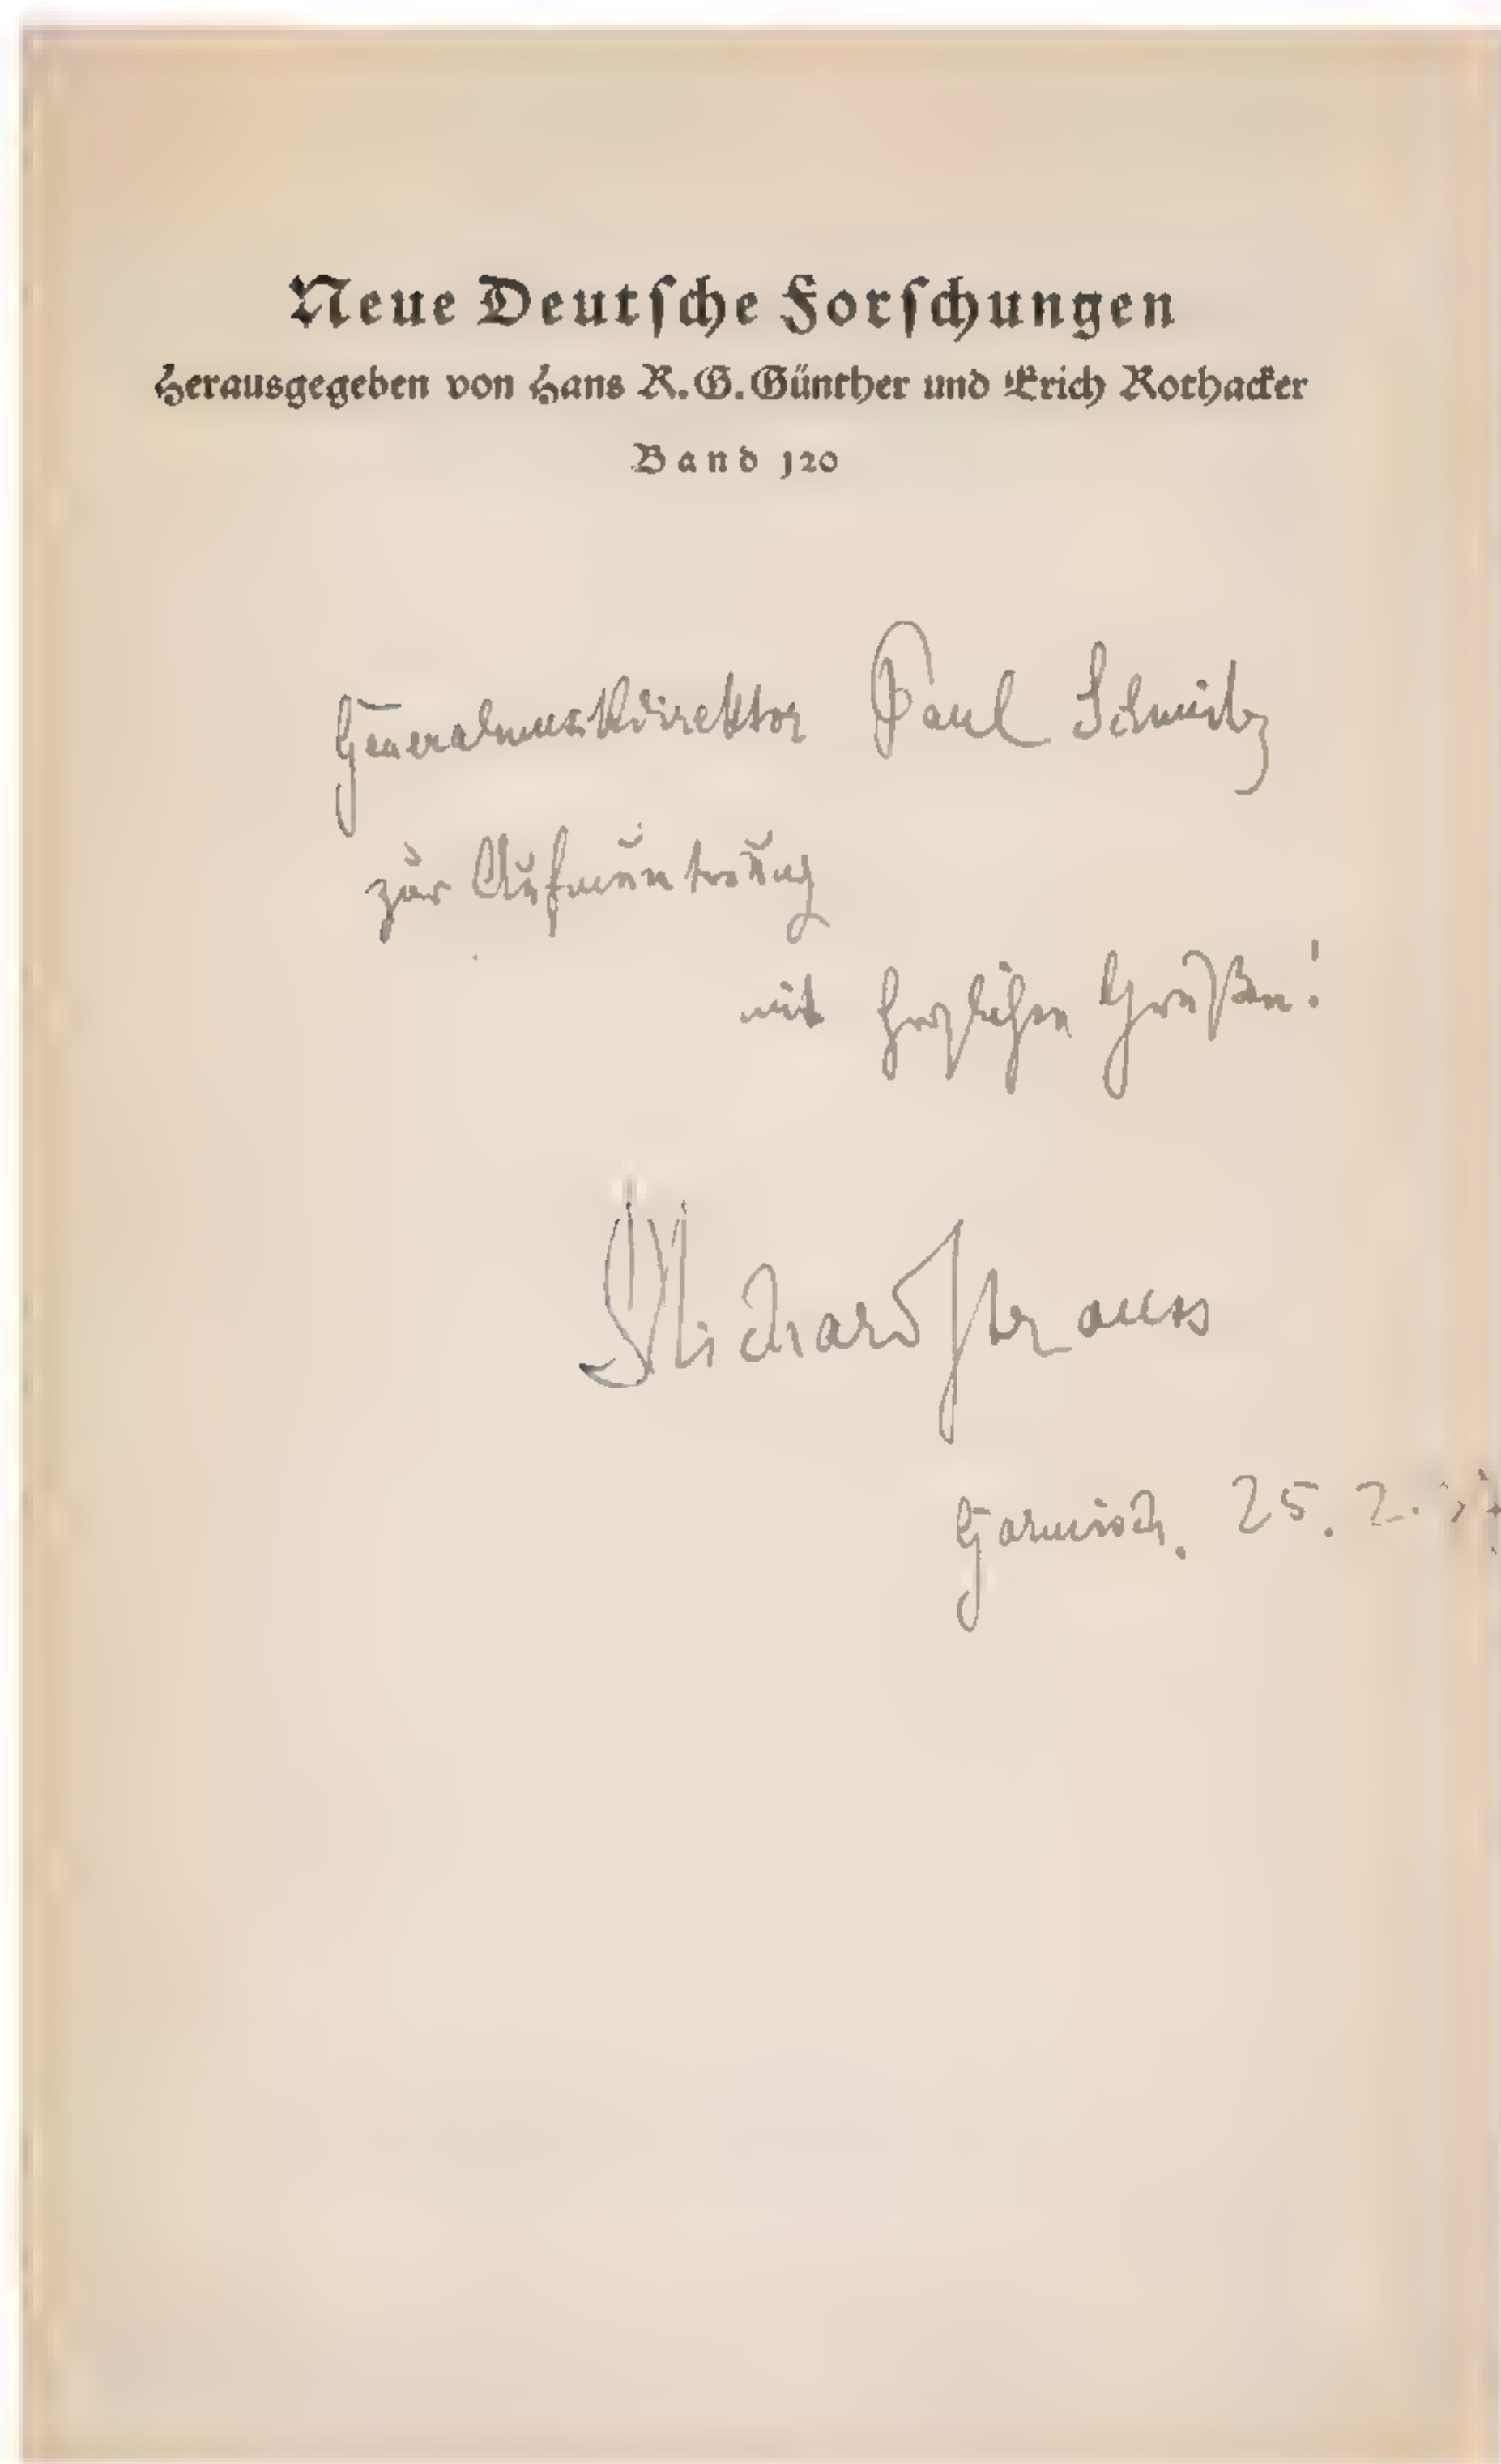 Neue Deutsche Forschungen
Herausgegeben von Hans R. G. Günther und Erich Rothacker
Band 120
Generalmusikdirektor Paul Schmitz
zur Aufmunterung
mit herzlichen Grüßen!
Richard Strauss
Garmisch. 25. 2.